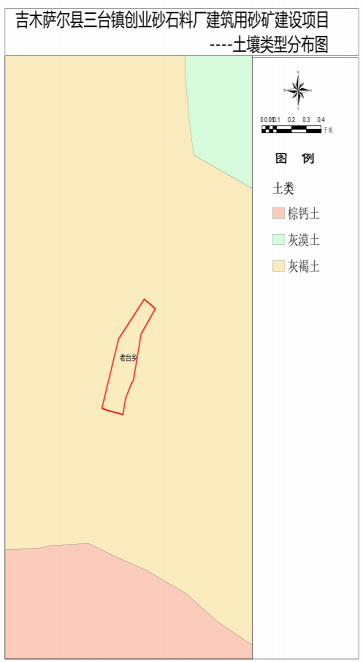 吉木萨尔县三台镇创业砂石料厂建筑用砂矿建设项目
----土壤类型分布图
N
0 0.05 0.1 0.2 0.3 0.4
千米
图 例
土类
棕钙土
灰漠土
灰褐土
老台乡